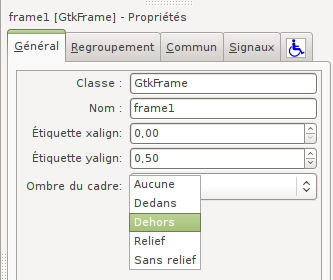 frame1 [GtkFrame] - Propriétés
Général Regroupement Commun Signaux
Classe : GtkFrame
Nom : frame1
Étiquette xalign: 0,00
Étiquette yalign: 0,50
Ombre du cadre:
Aucune
Dedans
Dehors
Relief
Sans relief